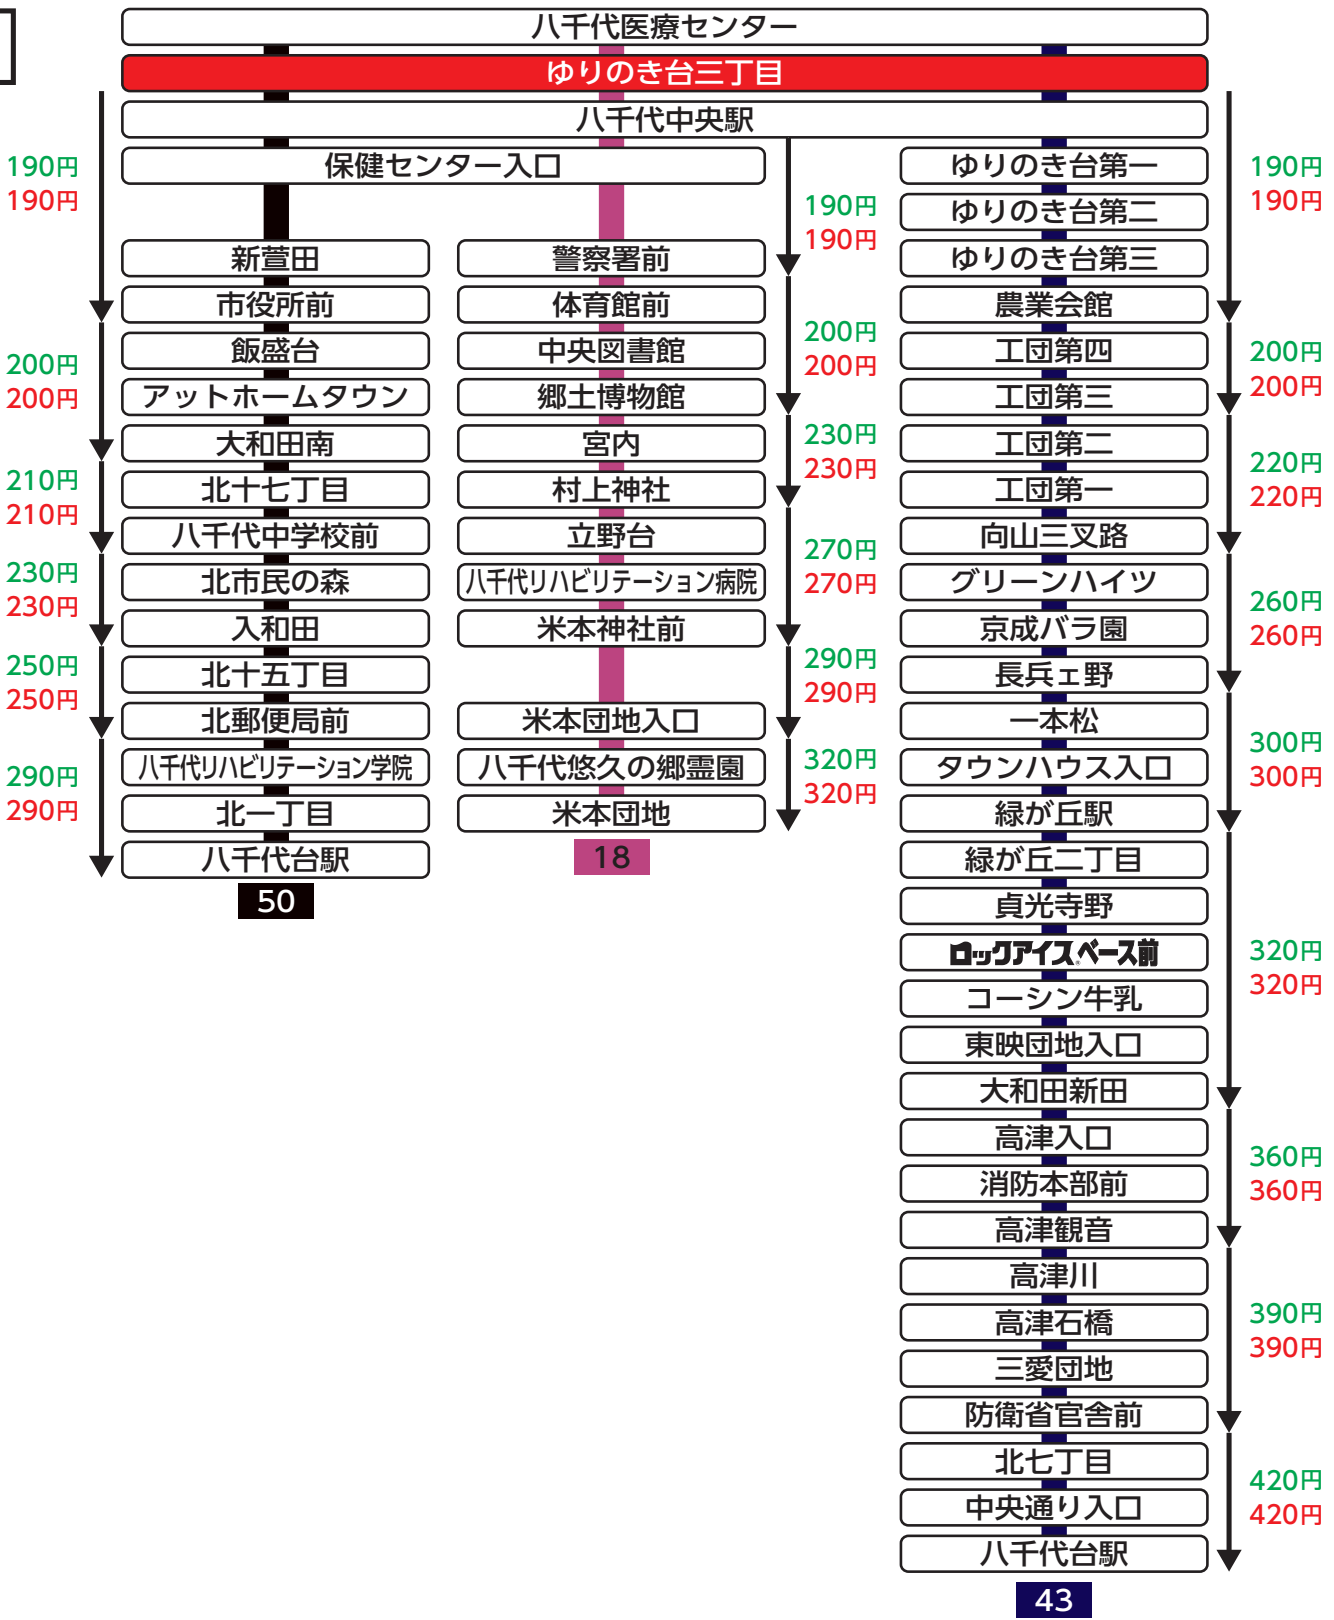 八千代医療センター
ゆりのき台三丁目
八千代中央駅
保健センター入口
新萱田
市役所前
飯盛台
アットホームタウン
大和田南
北十七丁目
八千代中学校前
北市民の森
入和田
北十五丁目
北郵便局前
八千代リハビリテーション学院
北一丁目
八千代台駅
50
190円
190円
200円
200円
210円
210円
230円
230円
250円
250円
290円
290円
警察署前
体育館前
中央図書館
郷土博物館
宮内
村上神社
立野台
八千代リハビリテーション病院
米本神社前
米本団地入口
八千代悠久の郷霊園
米本団地
18
190円
190円
200円
200円
230円
230円
270円
270円
290円
290円
320円
320円
ゆりのき台第一
ゆりのき台第二
ゆりのき台第三
農業会館
工団第四
工団第三
工団第二
工団第一
向山三叉路
グリーンハイツ
京成バラ園
長兵ェ野
一本松
タウンハウス入口
緑が丘駅
緑が丘二丁目
貞光寺野
ロックアイス®ベース前
コーシン牛乳
東映団地入口
大和田新田
高津入口
消防本部前
高津観音
高津川
高津石橋
三愛団地
防衛省官舎前
北七丁目
中央通り入口
八千代台駅
43
190円
190円
200円
200円
220円
220円
260円
260円
300円
300円
320円
320円
360円
360円
390円
390円
420円
420円